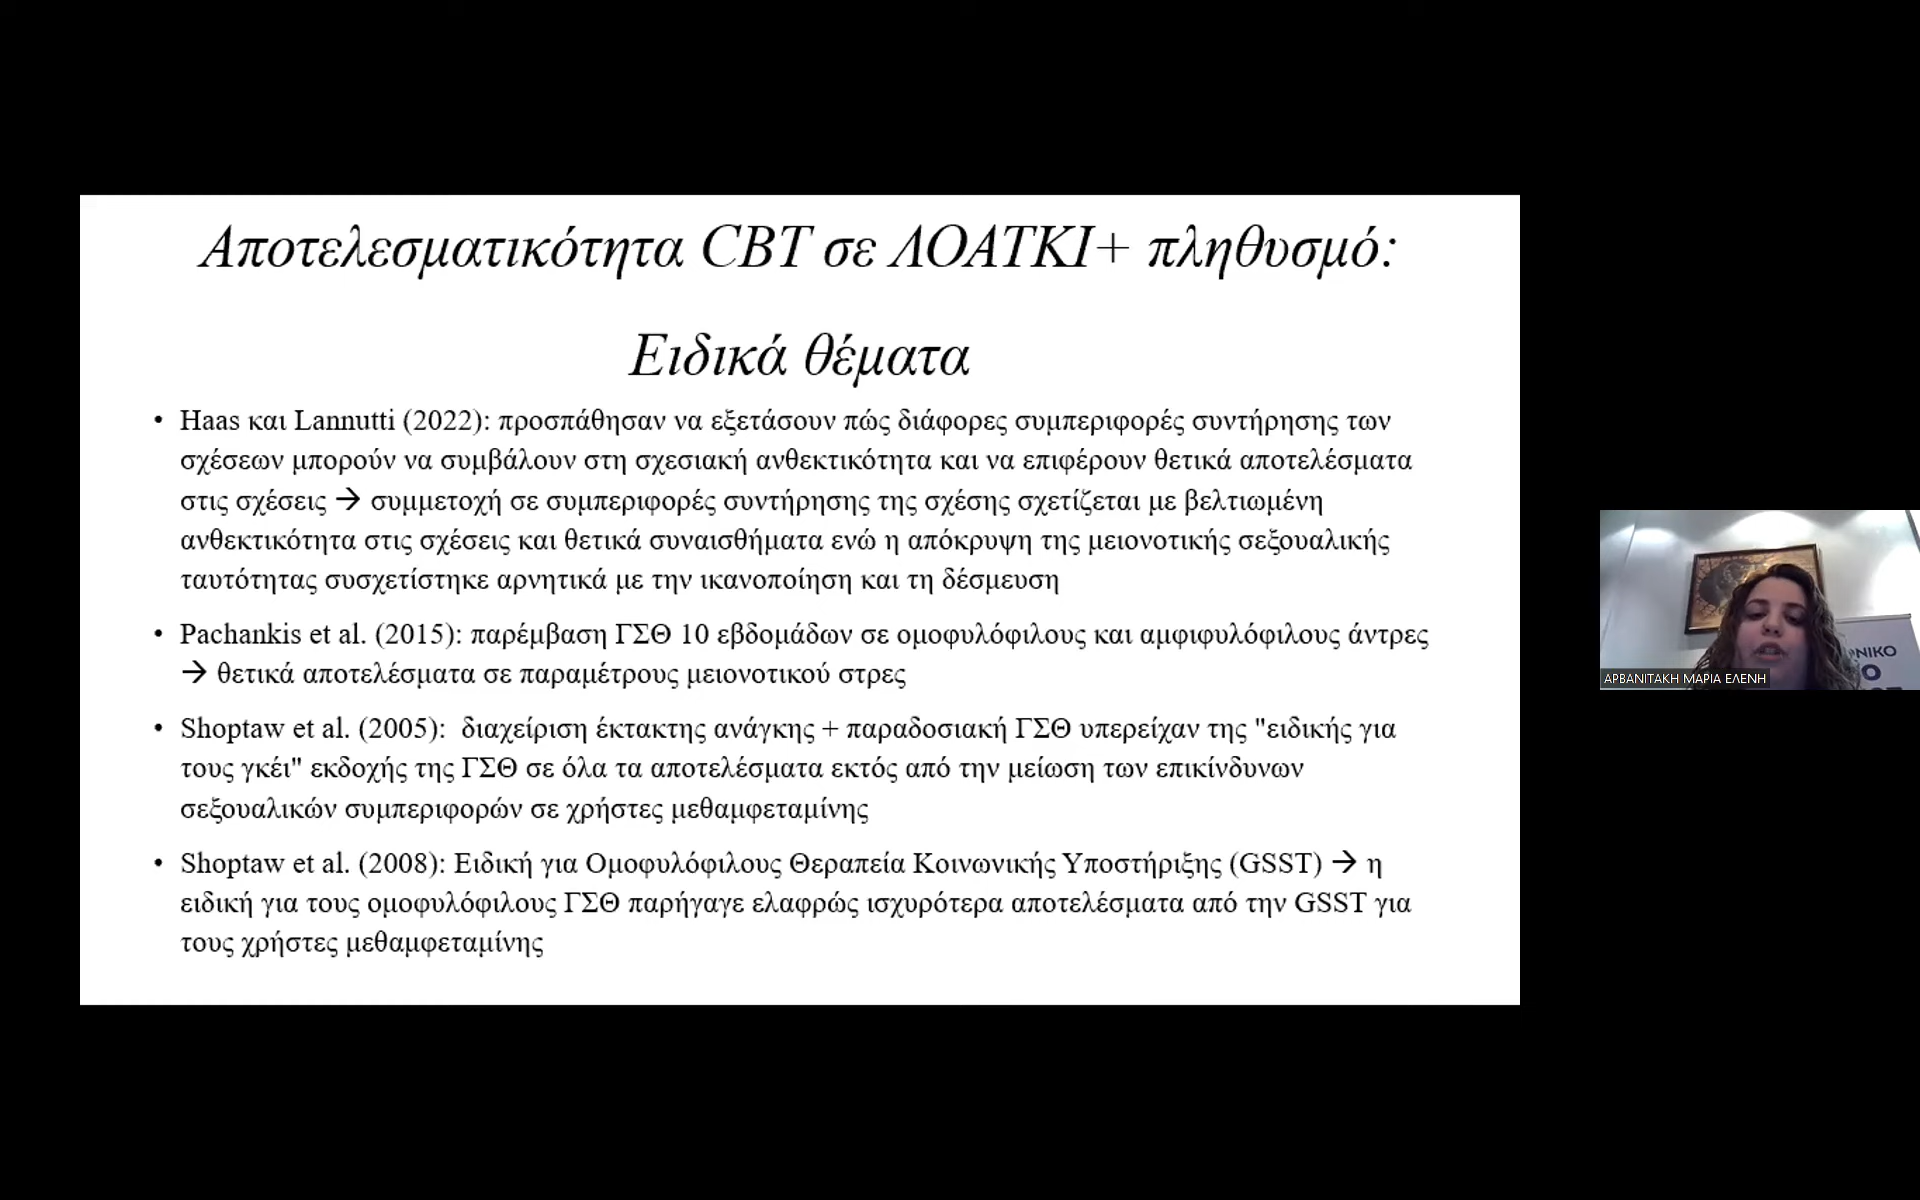 Αποτελεσματικότητα CBT σε ΛΟΑΤΚΙ+ πληθυσμό:
Ειδικά θέματα
• Haas και Lannutti (2022): προσπάθησαν να εξετάσουν πώς διάφορες συμπεριφορές συντήρησης των
σχέσεων μπορούν να συμβάλουν στη σχεσιακή ανθεκτικότητα και να επιφέρουν θετικά αποτελέσματα
στις σχέσεις → συμμετοχή σε συμπεριφορές συντήρησης της σχέσης σχετίζεται με βελτιωμένη
ανθεκτικότητα στις σχέσεις και θετικά συναισθήματα ενώ η απόκρυψη της μειονοτικής σεξουαλικής
ταυτότητας συσχετίστηκε αρνητικά με την ικανοποίηση και τη δέσμευση
• Pachankis et al. (2015): παρέμβαση ΓΣΘ 10 εβδομάδων σε ομοφυλόφιλους και αμφιφυλόφιλους άντρες
→ θετικά αποτελέσματα σε παραμέτρους μειονοτικού στρες
• Shoptaw et al. (2005):  διαχείριση έκτακτης ανάγκης + παραδοσιακή ΓΣΘ υπερείχαν της "ειδικής για
τους γκέι" εκδοχής της ΓΣΘ σε όλα τα αποτελέσματα εκτός από την μείωση των επικίνδυνων
σεξουαλικών συμπεριφορών σε χρήστες μεθαμφεταμίνης
• Shoptaw et al. (2008): Ειδική για Ομοφυλόφιλους Θεραπεία Κοινωνικής Υποστήριξης (GSST) → η
ειδική για τους ομοφυλόφιλους ΓΣΘ παρήγαγε ελαφρώς ισχυρότερα αποτελέσματα από την GSST για
τους χρήστες μεθαμφεταμίνης
ΑΡΒΑΝΙΤΑΚΗ ΜΑΡΙΑ ΕΛΕΝΗ